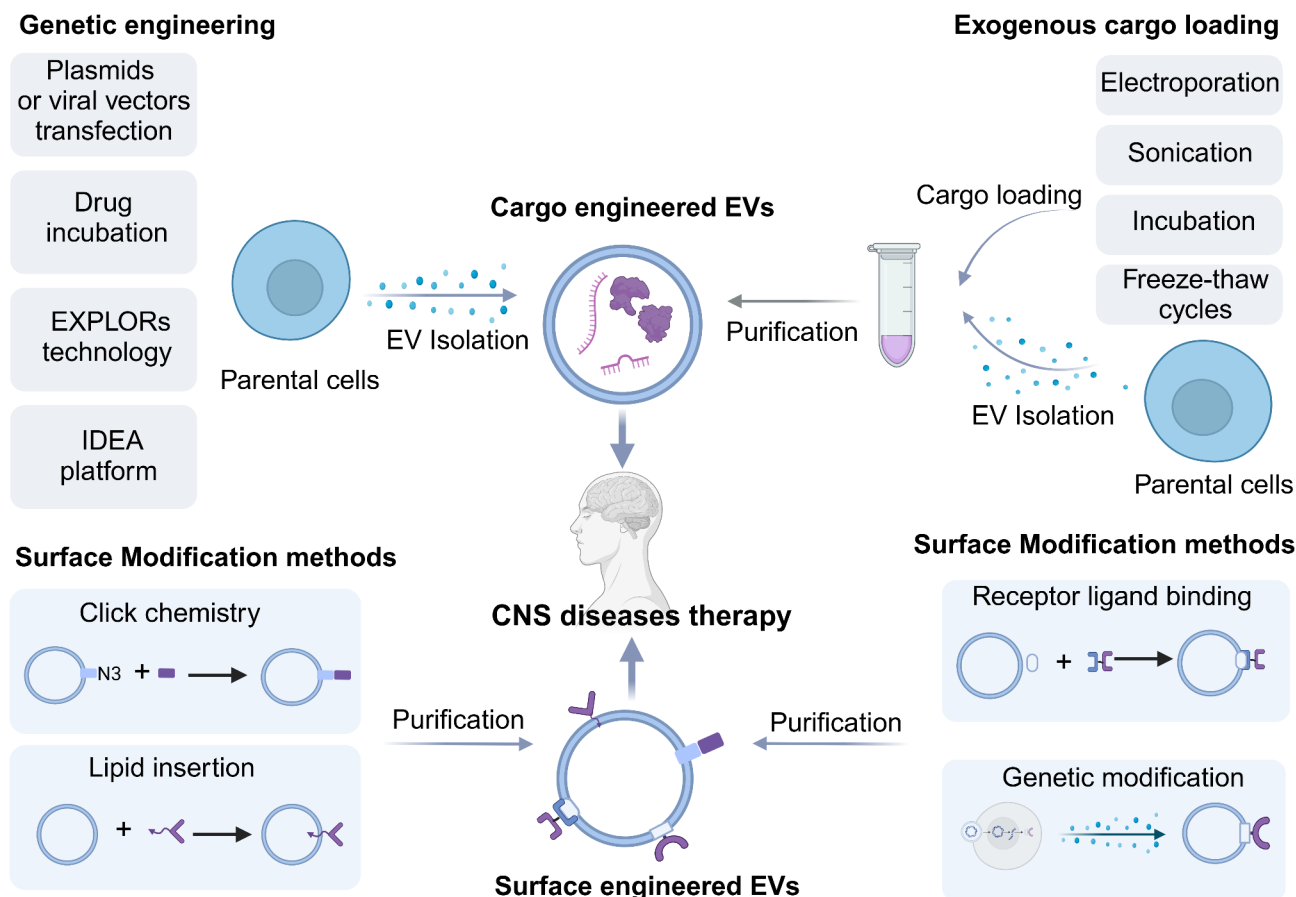 Genetic engineering
Plasmids
or viral vectors
transfection
Drug
incubation
EXPLORs
technology
IDEA
platform
Parental cells
EV Isolation
Cargo engineered EVs
Exogenous cargo loading
Electroporation
Sonication
Incubation
Freeze-thaw
cycles
Cargo loading
Purification
EV Isolation
Parental cells
CNS diseases therapy
Surface Modification methods
Click chemistry
N3
+
Lipid insertion
+
Purification
Surface Modification methods
Receptor ligand binding
+
Genetic modification
Purification
Surface engineered EVs